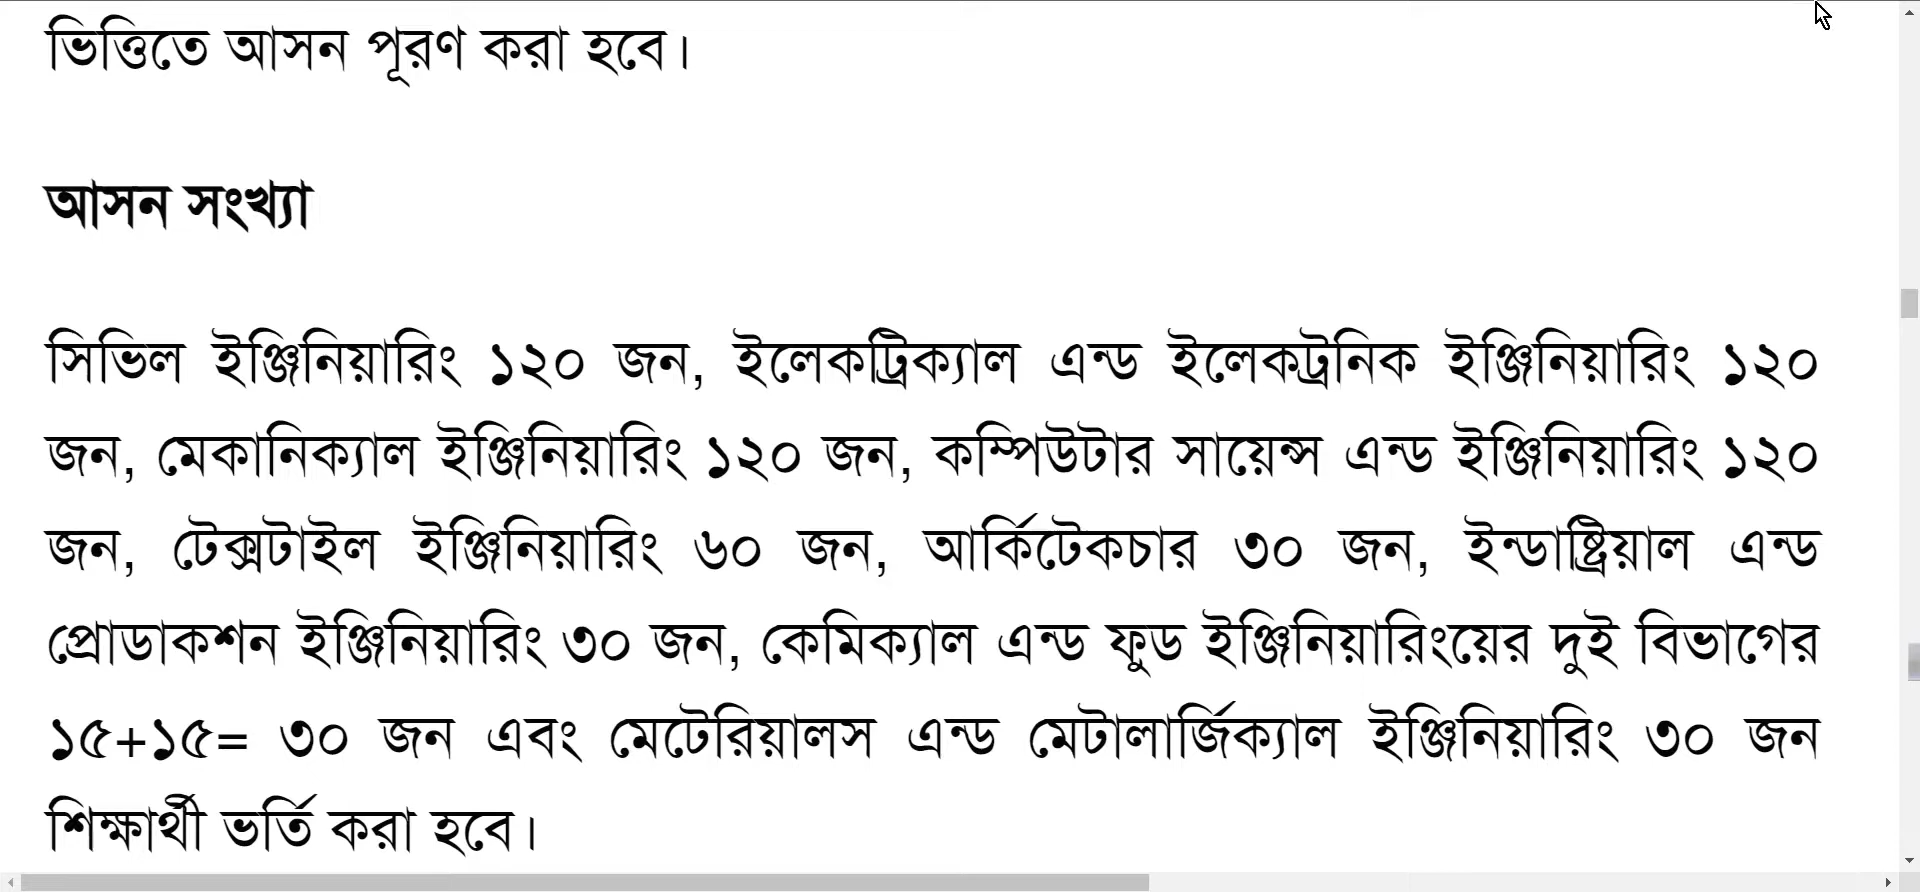 ভিত্তিতে আসন পূরণ করা হবে।
আসন সংখ্যা
সিভিল ইঞ্জিনিয়ারিং ১২০ জন, ইলেকট্রিক্যাল এন্ড ইলেকট্রনিক ইঞ্জিনিয়ারিং ১২০
জন, মেকানিক্যাল ইঞ্জিনিয়ারিং ১২০ জন, কম্পিউটার সায়েন্স এন্ড ইঞ্জিনিয়ারিং ১২০
জন, টেক্সটাইল ইঞ্জিনিয়ারিং ৬০ জন, আর্কিটেকচার ৩০ জন, ইন্ডাষ্ট্রিয়াল এন্ড
প্রোডাকশন ইঞ্জিনিয়ারিং ৩০ জন, কেমিক্যাল এন্ড ফুড ইঞ্জিনিয়ারিংয়ের দুই বিভাগের
১৫+১৫= ৩০ জন এবং মেটেরিয়ালস এন্ড মেটালার্জিক্যাল ইঞ্জিনিয়ারিং ৩০ জন
শিক্ষার্থী ভর্তি করা হবে।